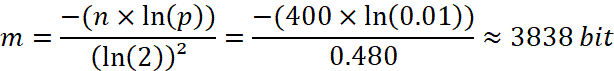 m = −(n × ln(p)) / (ln(2))² = −(400 × ln(0.01)) / 0.480 ≈ 3838 bit